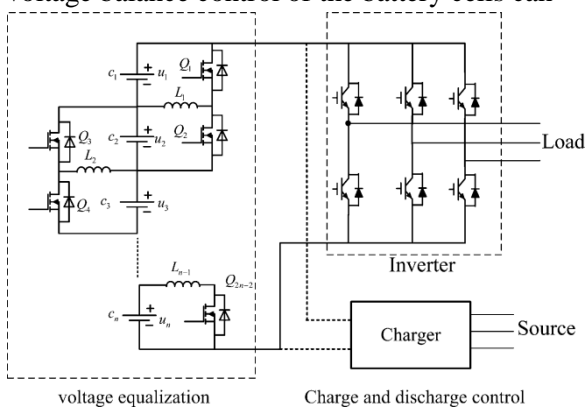 voltage balance control of the battery cells can
Q1
c1 u1
L1
Q2
Q3 c2 u2
L2
Q4 c3 u3
Load
Inverter
Ln−1 Q2n−2
cn un
Charger
Source
voltage equalization Charge and discharge control